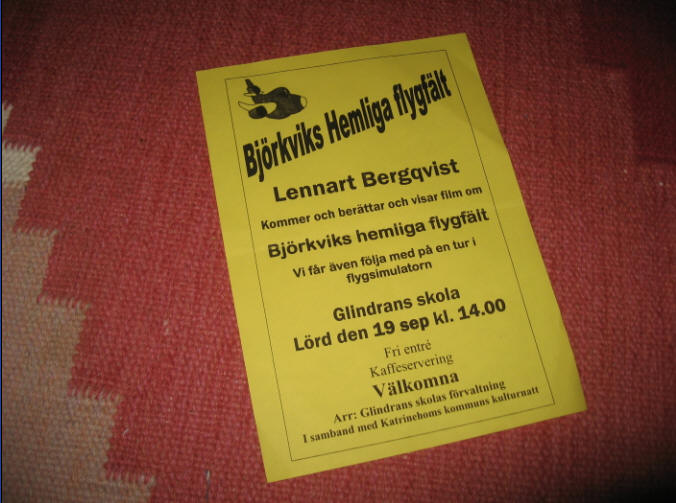 Björkviks Hemliga flygfält
Lennart Bergqvist
Kommer och berättar och visar film om
Björkviks hemliga flygfält
Vi får även följa med på en tur i
flygsimulatorn
Glindrans skola
Lörd den 19 sep kl. 14.00
Fri entré
Kaffeservering
Välkomna
Arr: Glindrans skolas förvaltning
I samband med Katrinehoms kommuns kulturnatt